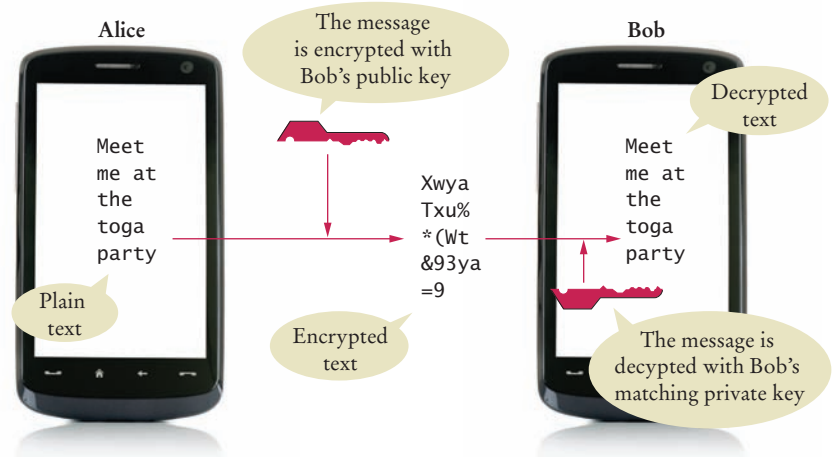 Alice
The message
is encrypted with
Bob's public key
Bob
Decrypted
text
Meet
me at
the
toga
party
Xwya
Txu%
*(Wt
&93ya
=9
Meet
me at
the
toga
party
Plain
text
Encrypted
text
The message is
decypted with Bob's
matching private key